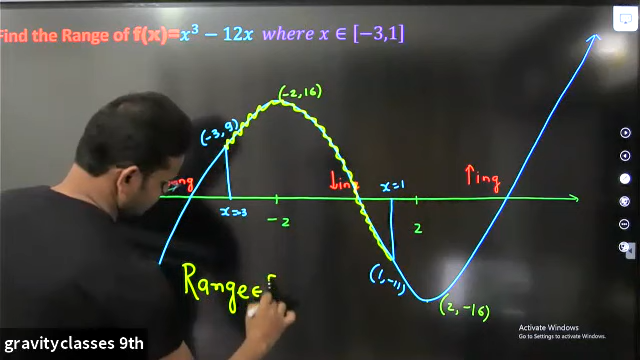 Find the Range of f(x)=x³ − 12x where x ∈ [−3,1]
(-2, 16)
(-3, 9)
↓ing
x=1
↑ing
x=3
-2
2
(1, -11)
Range ∈ [
(2, -16)
Activate Windows
Go to Settings to activate Windows.
gravityclasses 9th